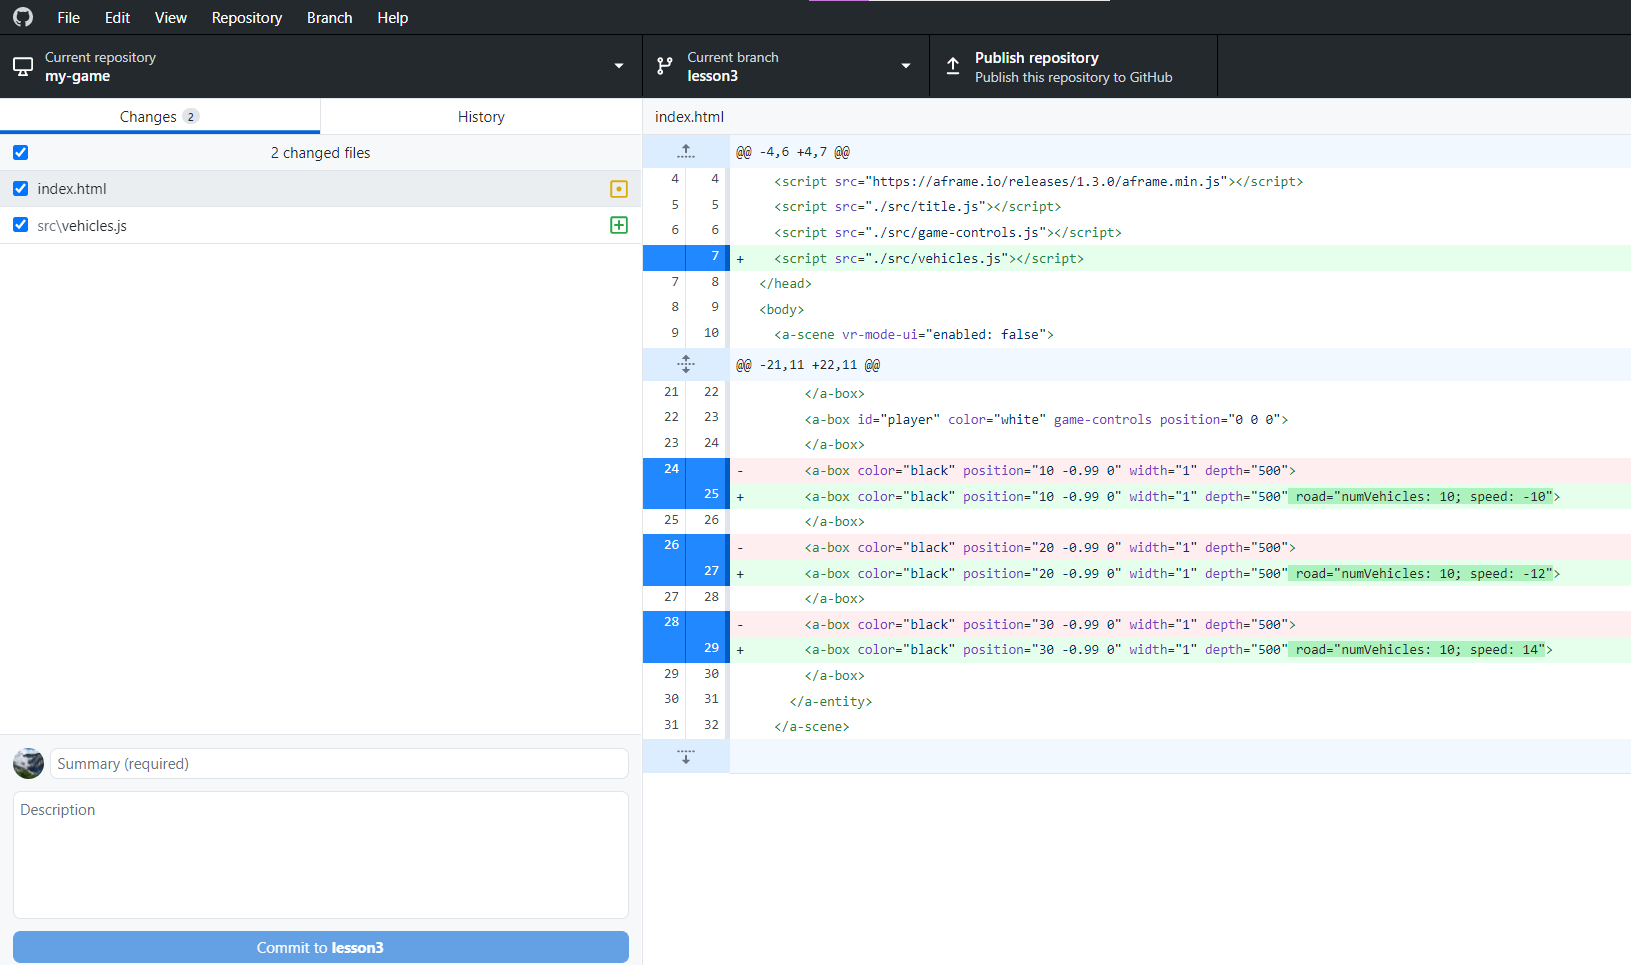 File Edit View Repository Branch Help
Current repository
my-game
Current branch
lesson3
Publish repository
Publish this repository to GitHub
Changes 2
History
2 changed files
index.html
src\vehicles.js
Summary (required)
Description
Commit to lesson3
index.html
@@ -4,6 +4,7 @@
4 4 <script src="https://aframe.io/releases/1.3.0/aframe.min.js"></script>
5 5 <script src="./src/title.js"></script>
6 6 <script src="./src/game-controls.js"></script>
7 + <script src="./src/vehicles.js"></script>
7 8 </head>
8 9 <body>
9 10 <a-scene vr-mode-ui="enabled: false">
@@ -21,11 +22,11 @@
21 22 </a-box>
22 23 <a-box id="player" color="white" game-controls position="0 0 0">
23 24 </a-box>
24 - <a-box color="black" position="10 -0.99 0" width="1" depth="500">
25 + <a-box color="black" position="10 -0.99 0" width="1" depth="500" road="numVehicles: 10; speed: -10">
25 26 </a-box>
26 - <a-box color="black" position="20 -0.99 0" width="1" depth="500">
27 + <a-box color="black" position="20 -0.99 0" width="1" depth="500" road="numVehicles: 10; speed: -12">
27 28 </a-box>
28 - <a-box color="black" position="30 -0.99 0" width="1" depth="500">
29 + <a-box color="black" position="30 -0.99 0" width="1" depth="500" road="numVehicles: 10; speed: 14">
29 30 </a-box>
30 31 </a-entity>
31 32 </a-scene>